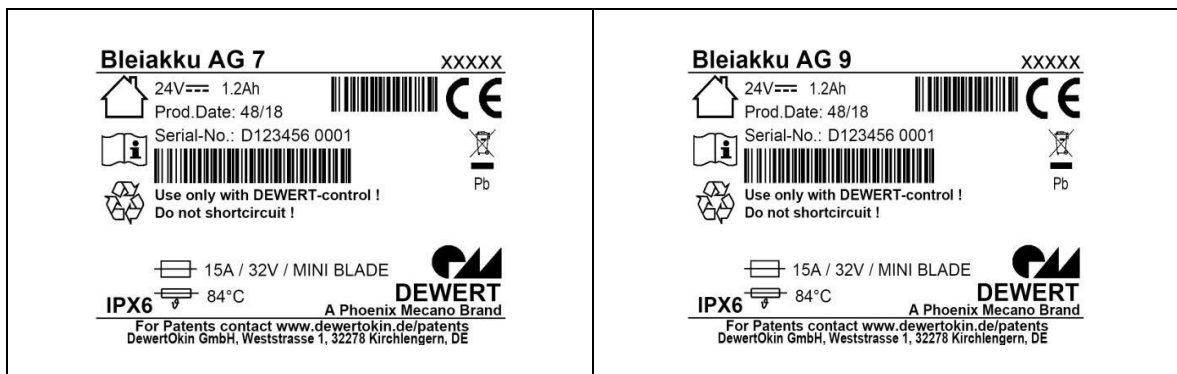 Bleiakku AG 7 XXXXX
24V 1.2Ah
CE
Prod.Date: 48/18
Serial-No.: D123456 0001
Pb
Use only with DEWERT-control !
Do not shortcircuit !
15A / 32V / MINI BLADE
IPX6 84°C
DEWERT
A Phoenix Mecano Brand
For Patents contact www.dewertokin.de/patents
DewertOkin GmbH, Weststrasse 1, 32278 Kirchlengern, DE
Bleiakku AG 9 XXXXX
24V 1.2Ah
CE
Prod.Date: 48/18
Serial-No.: D123456 0001
Pb
Use only with DEWERT-control !
Do not shortcircuit !
15A / 32V / MINI BLADE
IPX6 84°C
DEWERT
A Phoenix Mecano Brand
For Patents contact www.dewertokin.de/patents
DewertOkin GmbH, Weststrasse 1, 32278 Kirchlengern, DE